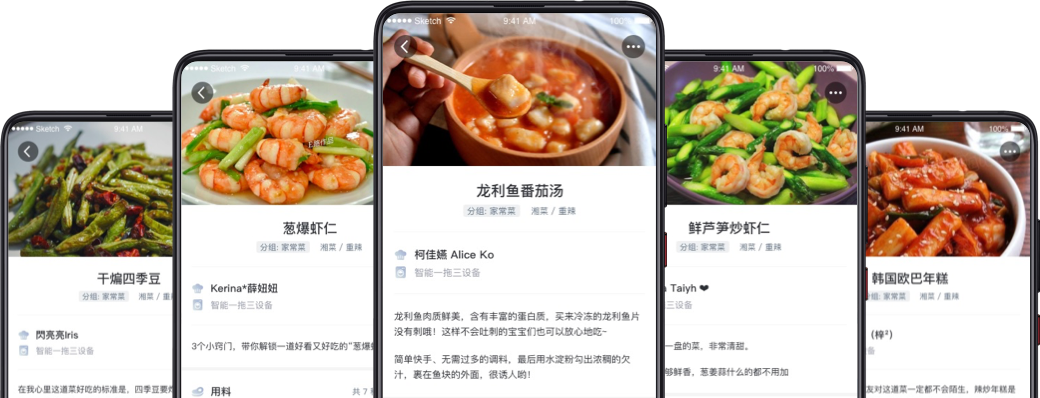 Sketch
9:41 AM
干煸四季豆
分组: 家常菜
湘菜 / 重
閃亮亮Iris
智能一拖三设备
在我心里这道菜好吃的标准是，四季豆要
Sketch
葱爆虾仁
分组: 家常菜
湘菜 / 重辣
Kerina*薛妞妞
智能一拖三设备
3个小窍门，带你解锁一道好看又好吃的“葱爆
用料
共 7
Sketch
9:41 AM
100%
龙利鱼番茄汤
分组: 家常菜
湘菜 / 重辣
柯佳嬿 Alice Ko
智能一拖三设备
龙利鱼肉质鲜美，含有丰富的蛋白质，买来冷冻的龙利鱼片
没有刺哦！这样不会吐刺的宝宝们也可以放心地吃~
简单快手、无需过多的调料，最后用水淀粉勾出浓稠的欠
汁，裹在鱼块的外面，很诱人哟！
9:41 AM
100%
鲜芦笋炒虾仁
分组: 家常菜
湘菜 / 重辣
Taiyh ❤
三设备
一盘的菜，非常清甜。
够鲜香，葱姜蒜什么的都不用加
9:41 AM
100%
韩国欧巴年糕
分组: 家常菜
湘菜 / 重辣
(梓²)
备
友对这道菜一定都不会陌生，辣炒年糕是